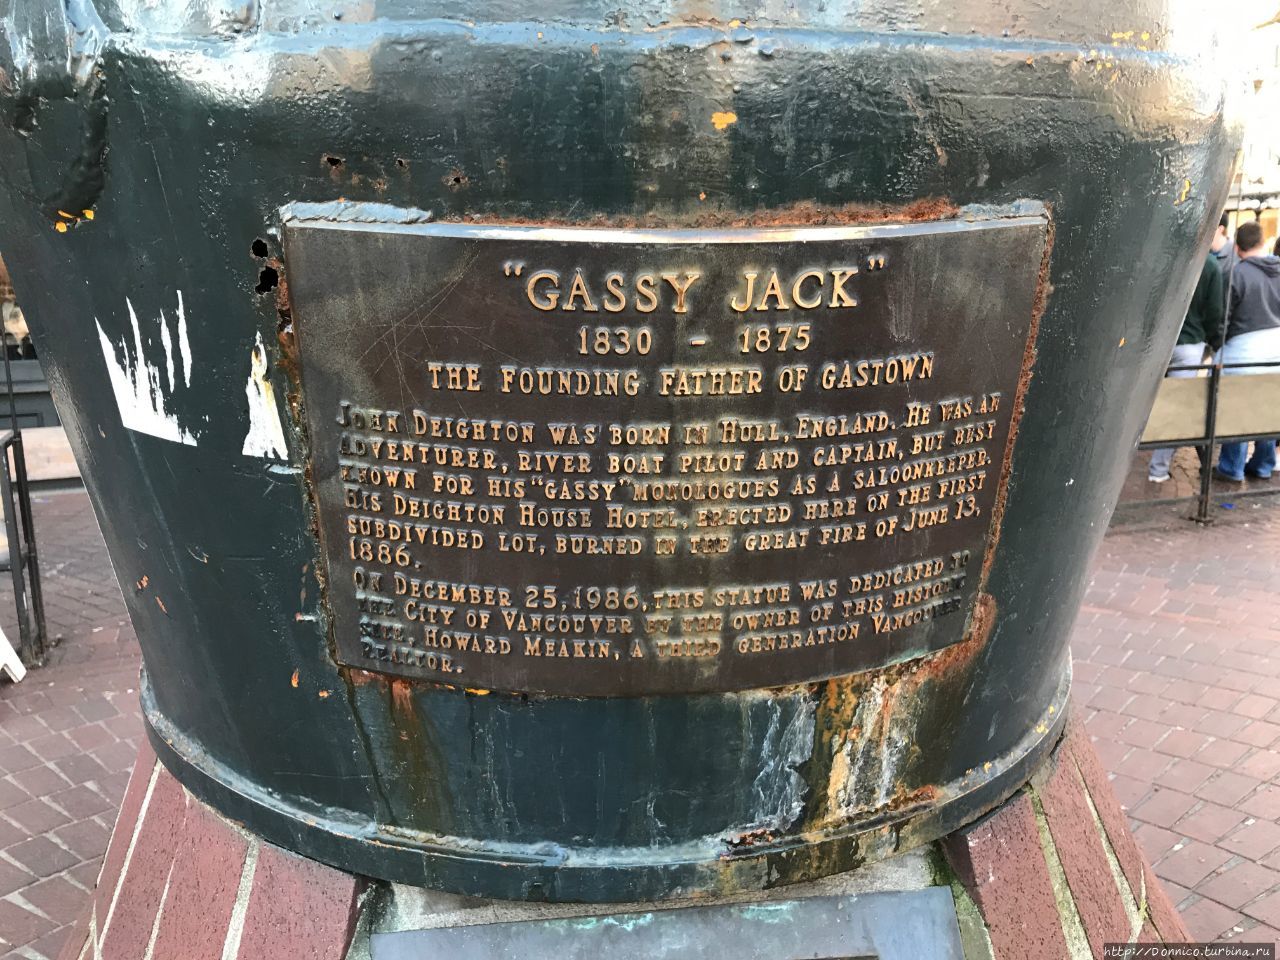 "GASSY JACK"
1830 - 1875
THE FOUNDING FATHER OF GASTOWN
JOHN DEIGHTON WAS BORN IN HULL, ENGLAND. HE WAS AN
ADVENTURER, RIVER BOAT PILOT AND CAPTAIN, BUT BEST
KNOWN FOR HIS "GASSY" MONOLOGUES AS A SALOONKEEPER.
HIS DEIGHTON HOUSE HOTEL, ERECTED HERE ON THE FIRST
SUBDIVIDED LOT, BURNED IN THE GREAT FIRE OF JUNE 13,
1886.
ON DECEMBER 25, 1986, THIS STATUE WAS DEDICATED TO
THE CITY OF VANCOUVER BY THE OWNER OF THIS HISTORIC
SITE, HOWARD MEAKIN, A THIRD GENERATION VANCOUVER
REALTOR.
http://Donnico.turbina.ru